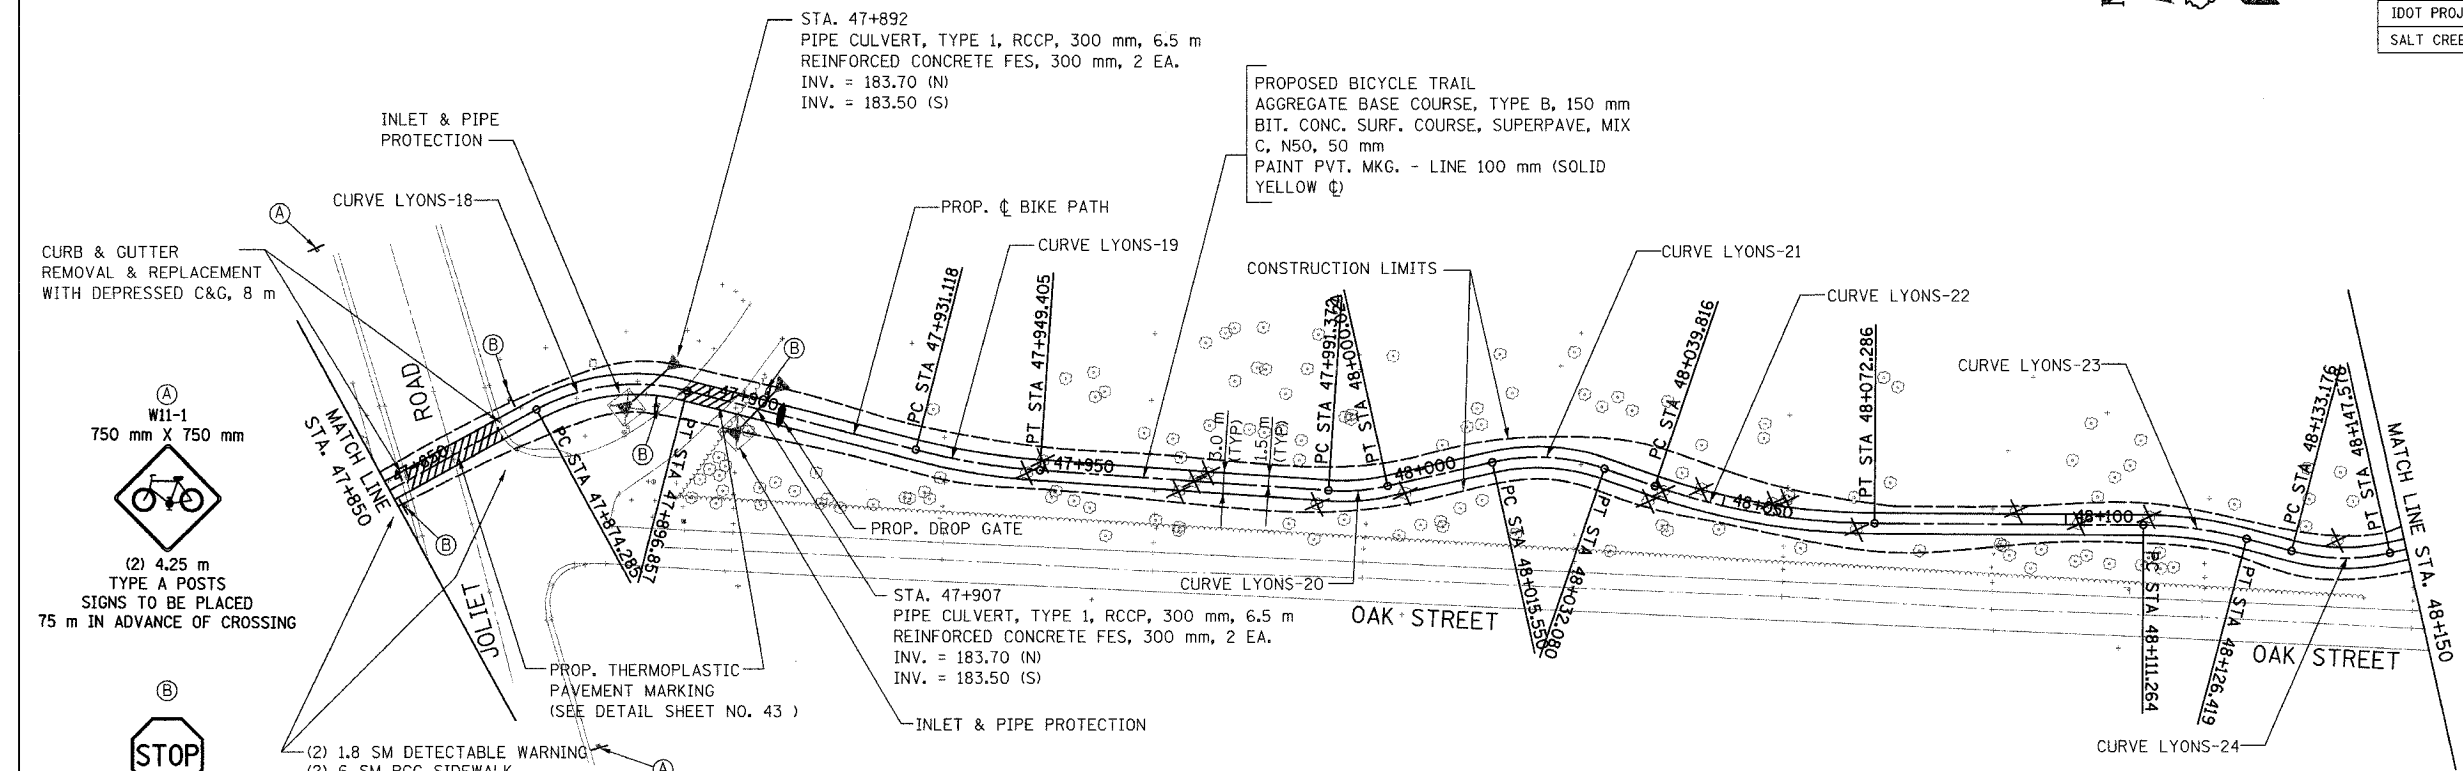 IDOT PROJ
SALT CREE
STA. 47+892
PIPE CULVERT, TYPE 1, RCCP, 300 mm, 6.5 m
REINFORCED CONCRETE FES, 300 mm, 2 EA.
INV. = 183.70 (N)
INV. = 183.50 (S)
PROPOSED BICYCLE TRAIL
AGGREGATE BASE COURSE, TYPE B, 150 mm
BIT. CONC. SURF. COURSE, SUPERPAVE, MIX
C, N50, 50 mm
PAINT PVT. MKG. - LINE 100 mm (SOLID
YELLOW ℄)
INLET & PIPE
PROTECTION
CURVE LYONS-18
A
PROP. ℄ BIKE PATH
CURVE LYONS-19
CURB & GUTTER
REMOVAL & REPLACEMENT
WITH DEPRESSED C&G, 8 m
CONSTRUCTION LIMITS
CURVE LYONS-21
CURVE LYONS-22
CURVE LYONS-23
B
B
B
B
MATCH LINE
STA. 47+850
JOLIET ROAD
47+850
PC STA 47+874.285
PT STA 47+896.857
47+900
PC STA 47+931.118
PT STA 47+949.405
47+950
3.0 m
(TYP)
1.5 m
(TYP)
PC STA 47+991.372
PT STA 48+000.021
48+000
PC STA 48+015.550
PT STA 48+032.080
PC STA 48+039.816
48+050
PT STA 48+072.286
48+100
PC STA 48+111.264
PT STA 48+126.419
PC STA 48+133.176
PT STA 48+147.578
MATCH LINE STA. 48+150
A
W11-1
750 mm X 750 mm
(2) 4.25 m
TYPE A POSTS
SIGNS TO BE PLACED
75 m IN ADVANCE OF CROSSING
PROP. DROP GATE
CURVE LYONS-20
STA. 47+907
PIPE CULVERT, TYPE 1, RCCP, 300 mm, 6.5 m
REINFORCED CONCRETE FES, 300 mm, 2 EA.
INV. = 183.70 (N)
INV. = 183.50 (S)
OAK STREET
OAK STREET
PROP. THERMOPLASTIC
PAVEMENT MARKING
(SEE DETAIL SHEET NO. 43 )
INLET & PIPE PROTECTION
CURVE LYONS-24
B
STOP
(2) 1.8 SM DETECTABLE WARNING
(2) 6 SM PCC SIDEWALK
A